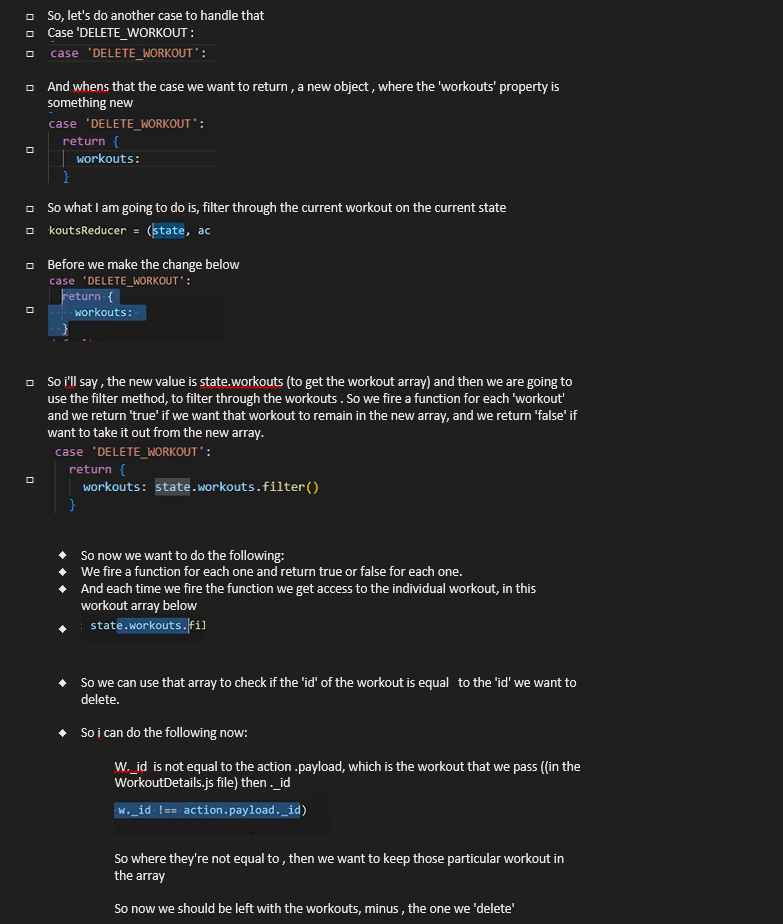 So, let's do another case to handle that
Case 'DELETE_WORKOUT :
case 'DELETE_WORKOUT':
And whens that the case we want to return , a new object , where the 'workouts' property is
something new
case 'DELETE_WORKOUT':
return {
workouts:
}
So what I am going to do is, filter through the current workout on the current state
koutsReducer = (state, ac
Before we make the change below
case 'DELETE_WORKOUT':
return {
workouts:
}
So i'll say , the new value is state.workouts (to get the workout array) and then we are going to
use the filter method, to filter through the workouts . So we fire a function for each 'workout'
and we return 'true' if we want that workout to remain in the new array, and we return 'false' if
want to take it out from the new array.
case 'DELETE_WORKOUT':
return {
workouts: state.workouts.filter()
}
So now we want to do the following:
We fire a function for each one and return true or false for each one.
And each time we fire the function we get access to the individual workout, in this
workout array below
: state.workouts.fil
So we can use that array to check if the 'id' of the workout is equal  to the 'id' we want to
delete.
So i can do the following now:
W._id  is not equal to the action .payload, which is the workout that we pass ((in the
WorkoutDetails.js file) then ._id
w._id !== action.payload._id)
So where they're not equal to , then we want to keep those particular workout in
the array
So now we should be left with the workouts, minus , the one we 'delete'